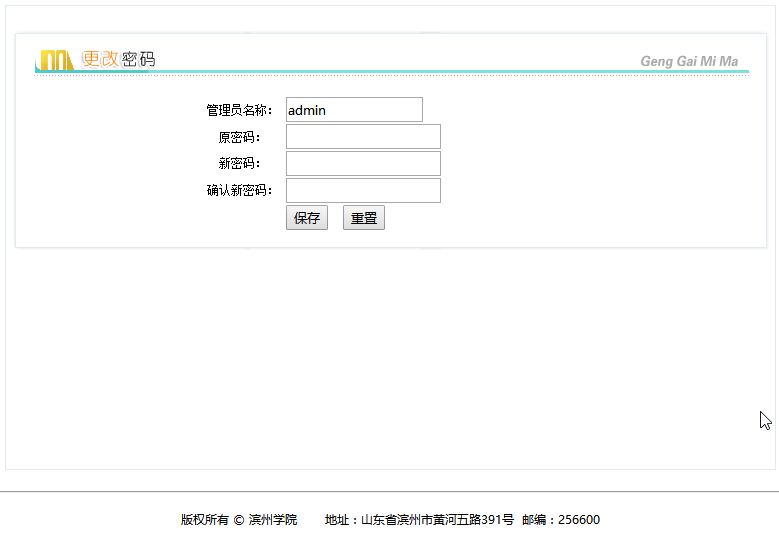 更改密码 Geng Gai Mi Ma
管理员名称： admin
原密码：
新密码：
确认新密码：
保存 重置
版权所有 © 滨州学院 地址：山东省滨州市黄河五路391号 邮编：256600